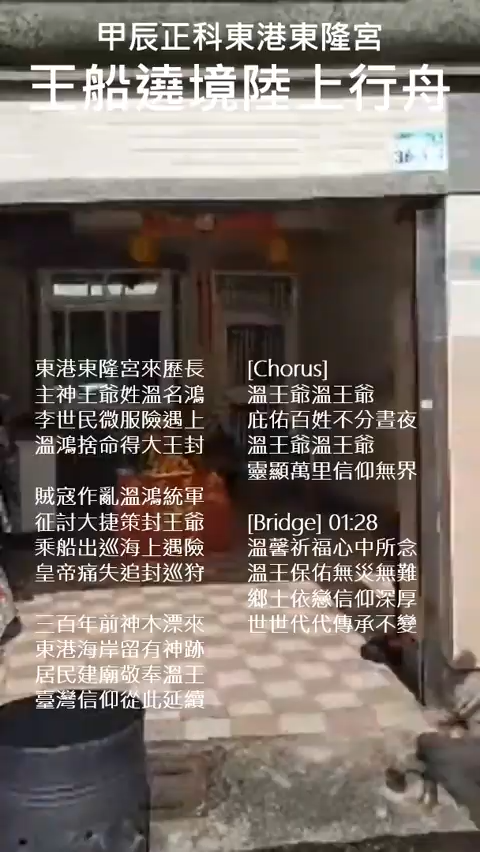 甲辰正科東港東隆宮
王船遶境陸上行舟
東港東隆宮來歷長
主神王爺姓溫名鴻
李世民微服險遇上
溫鴻捨命得大王封
賊寇作亂溫鴻統軍
征討大捷策封王爺
乘船出巡海上遇險
皇帝痛失追封巡狩
三百年前神木漂來
東港海岸留有神跡
居民建廟敬奉溫王
臺灣信仰從此延續
[Chorus]
溫王爺溫王爺
庇佑百姓不分晝夜
溫王爺溫王爺
靈顯萬里信仰無界
[Bridge] 01:28
溫馨祈福心中所念
溫王保佑無災無難
鄉土依戀信仰深厚
世世代代傳承不變